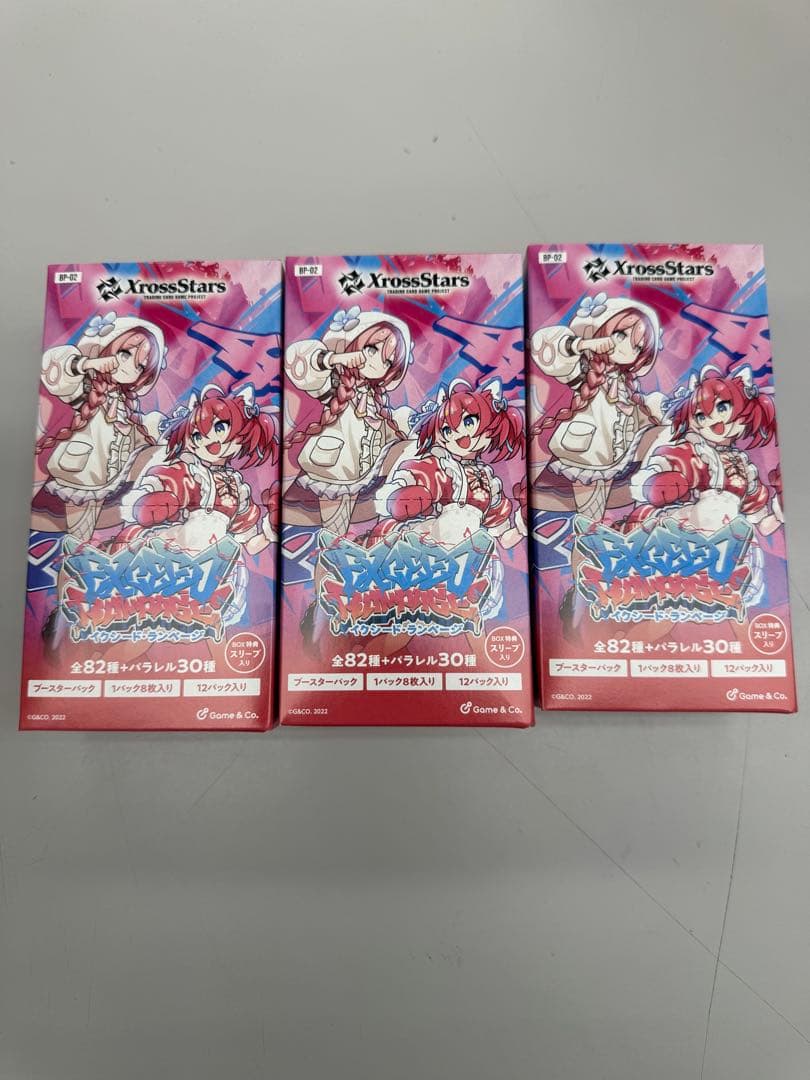 BP-02
XrossStars
TRADING CARD GAME PROJECT
EXCEED
RAMPAGE
イクシード・ランページ
BOX特典
スリーブ
入り
全82種+パラレル30種
ブースターパック
1パック8枚入り
12パック入り
©G&CO. 2022
Game & Co.
BP-02
XrossStars
TRADING CARD GAME PROJECT
EXCEED
RAMPAGE
イクシード・ランページ
BOX特典
スリーブ
入り
全82種+パラレル30種
ブースターパック
1パック8枚入り
12パック入り
©G&CO. 2022
Game & Co.
BP-02
XrossStars
TRADING CARD GAME PROJECT
EXCEED
RAMPAGE
イクシード・ランページ
BOX特典
スリーブ
入り
全82種+パラレル30種
ブースターパック
1パック8枚入り
12パック入り
©G&CO. 2022
Game & Co.